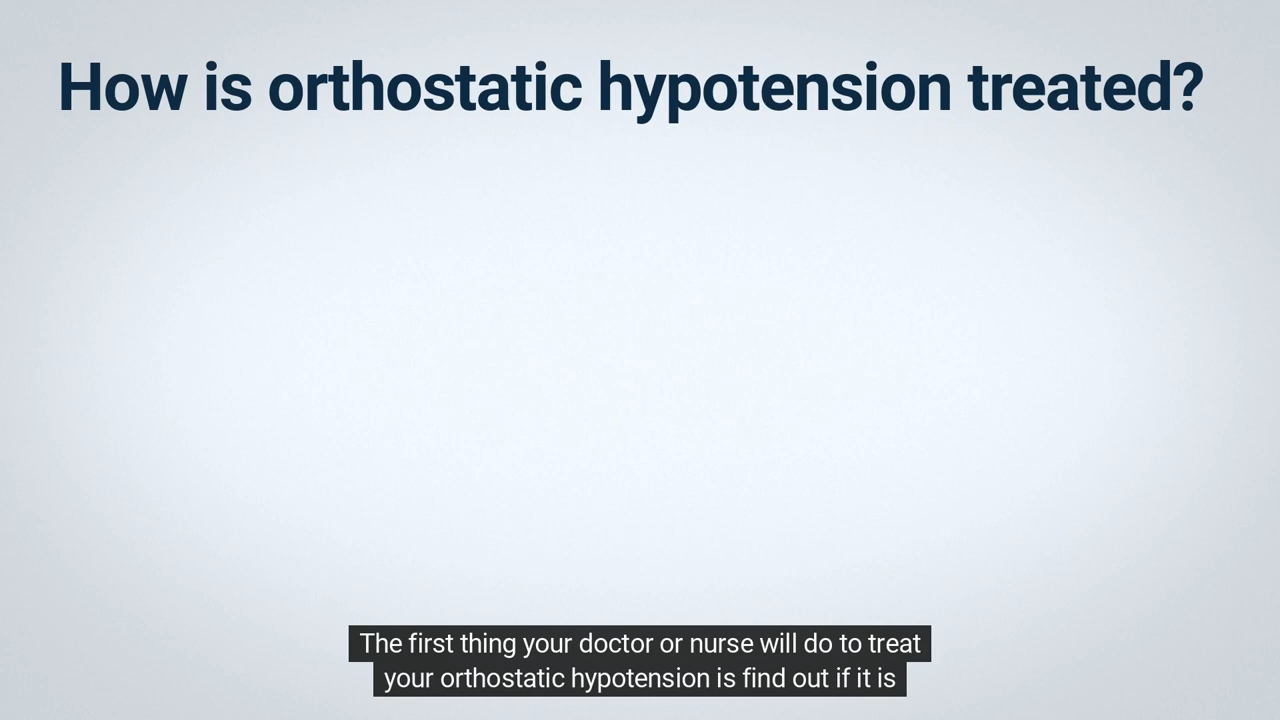 How is orthostatic hypotension treated?
The first thing your doctor or nurse will do to treat
your orthostatic hypotension is find out if it is